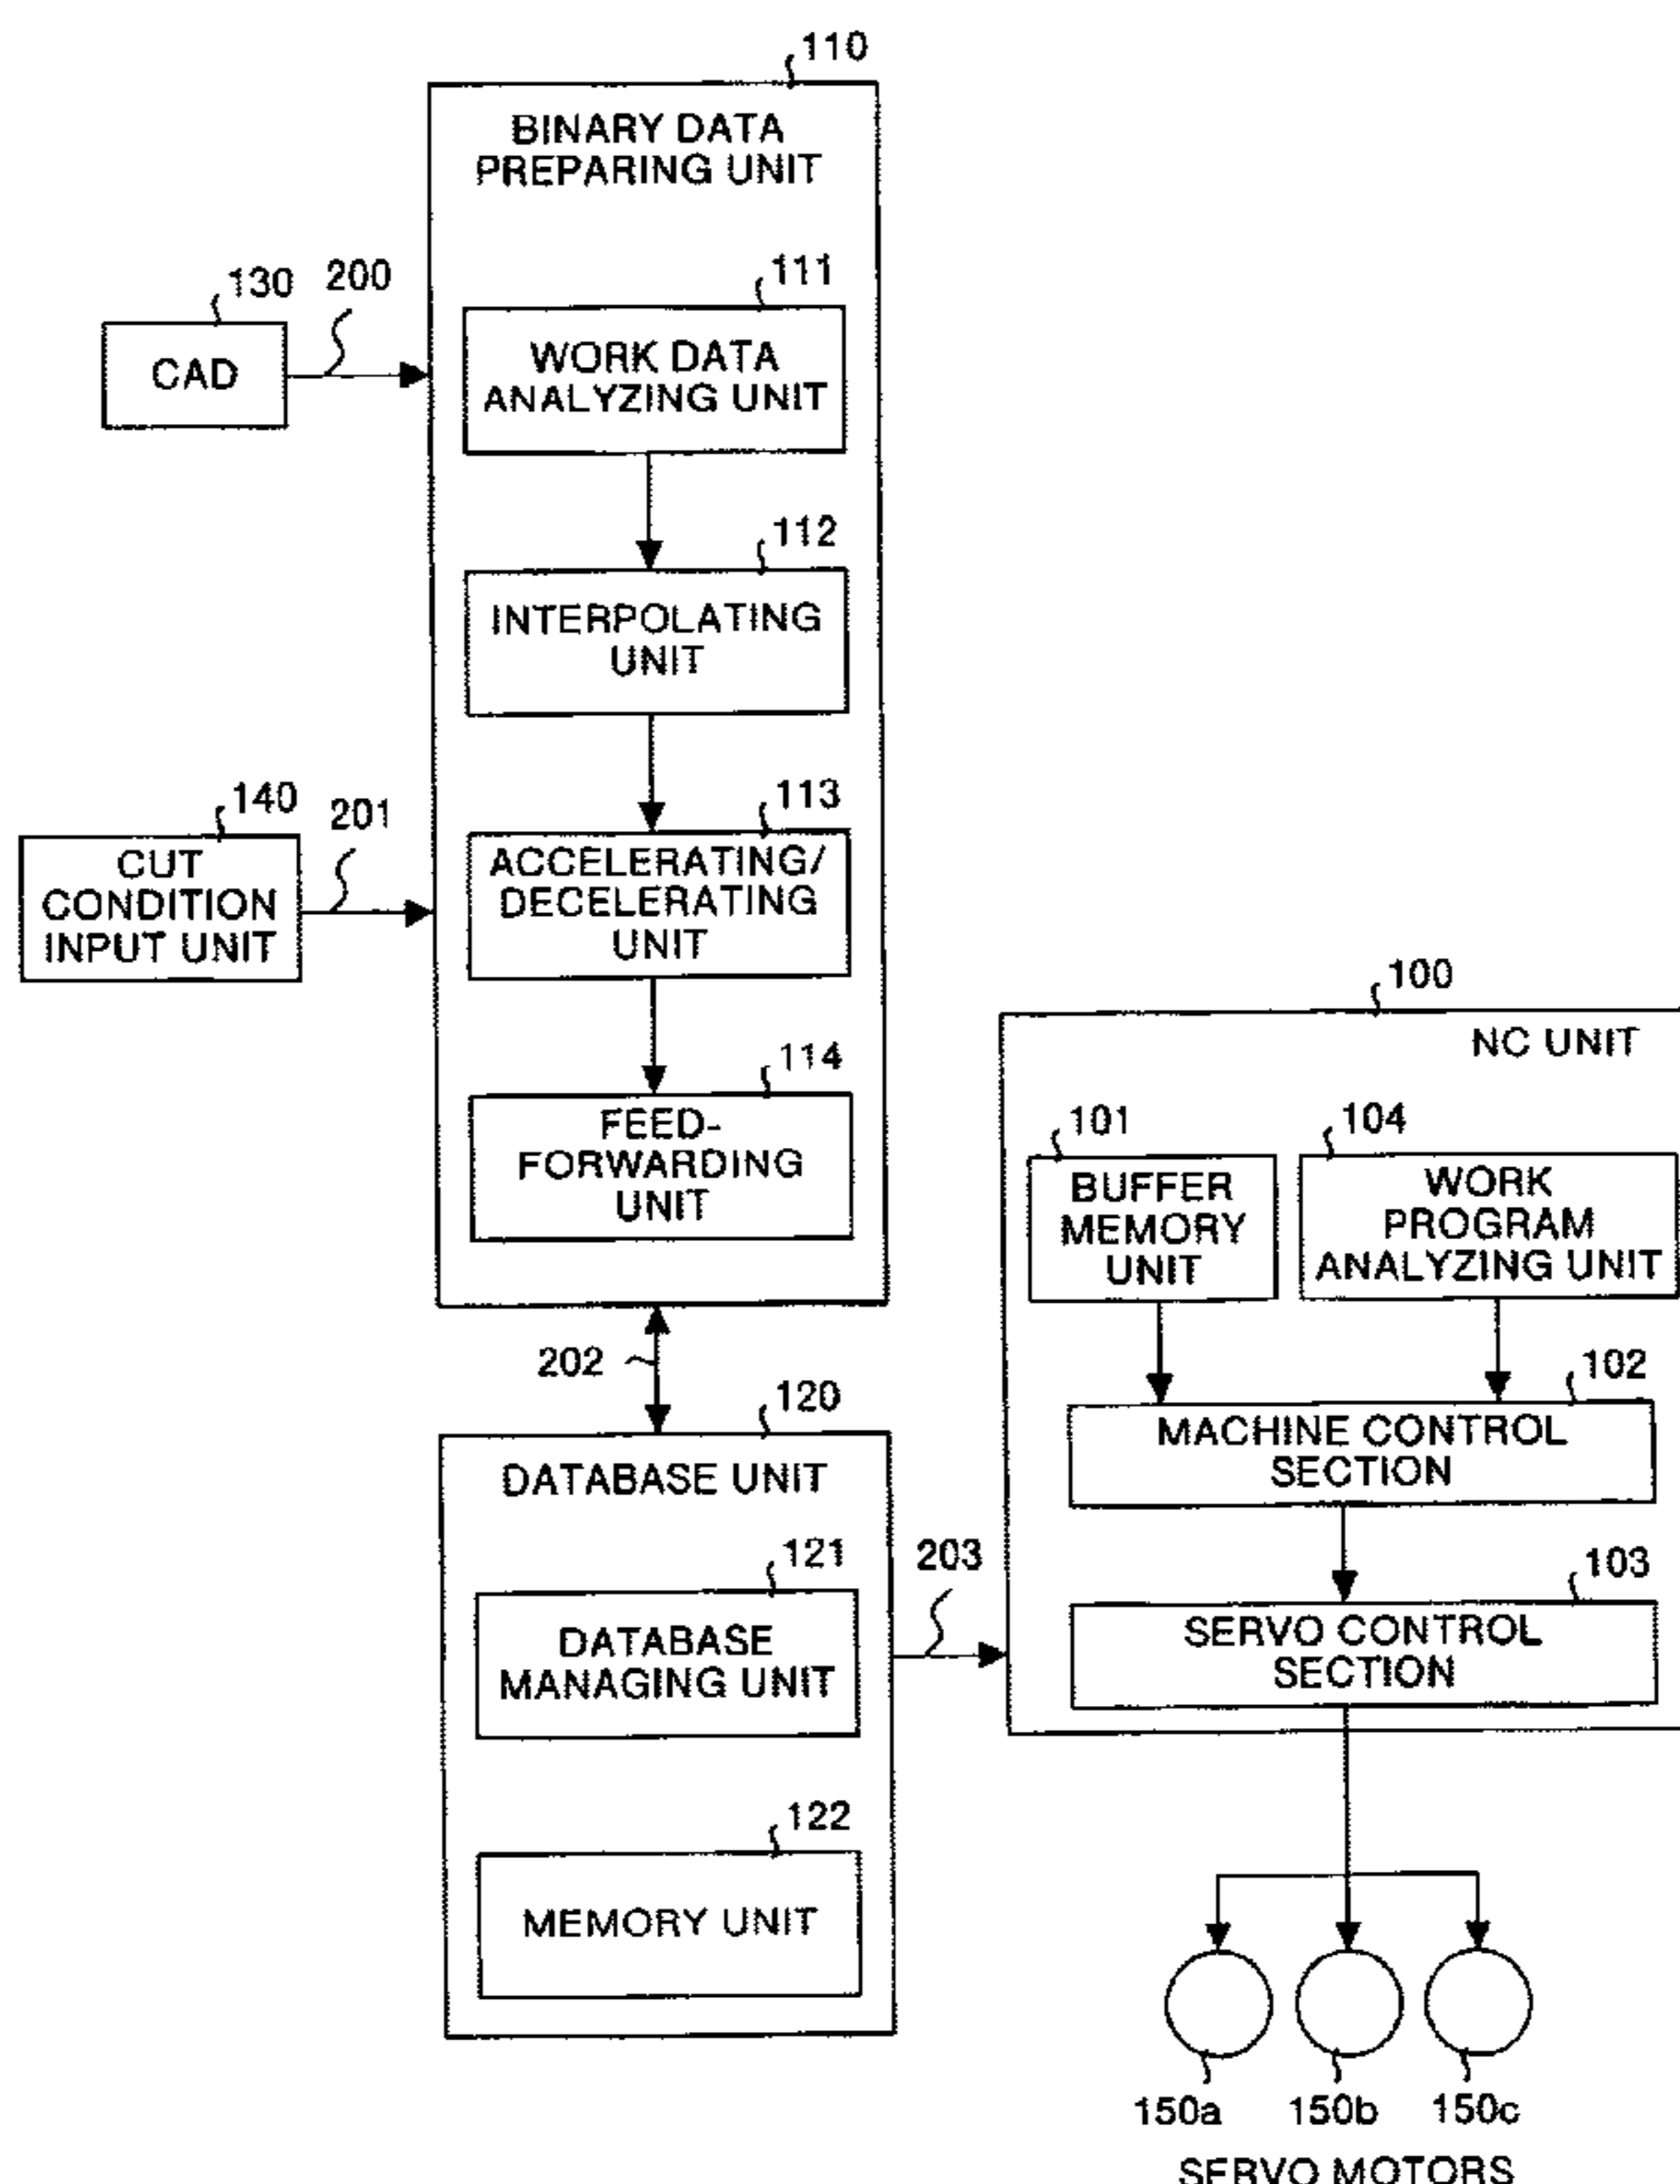 110
BINARY DATA
PREPARING UNIT
130
200
CAD
111
WORK DATA
ANALYZING UNIT
112
INTERPOLATING
UNIT
140
201
CUT
CONDITION
INPUT UNIT
113
ACCELERATING/
DECELERATING
UNIT
114
FEED-
FORWARDING
UNIT
202
120
DATABASE UNIT
121
DATABASE
MANAGING UNIT
122
MEMORY UNIT
203
100
NC UNIT
101
BUFFER
MEMORY
UNIT
104
WORK
PROGRAM
ANALYZING UNIT
102
MACHINE CONTROL
SECTION
103
SERVO CONTROL
SECTION
150a
150b
150c
SERVO MOTORS